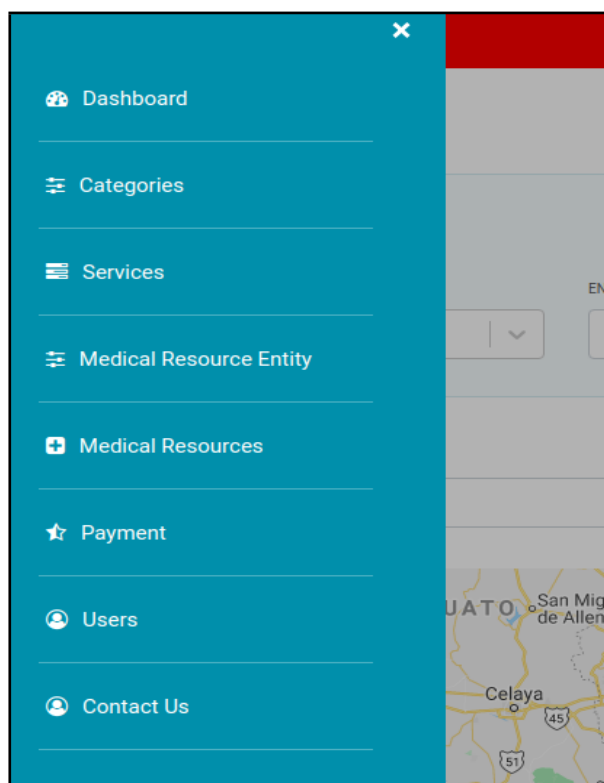 Dashboard
Categories
Services
EN
Medical Resource Entity
Medical Resources
Payment
UATO
San Mig
de Allen
Users
Celaya
Contact Us
45
51